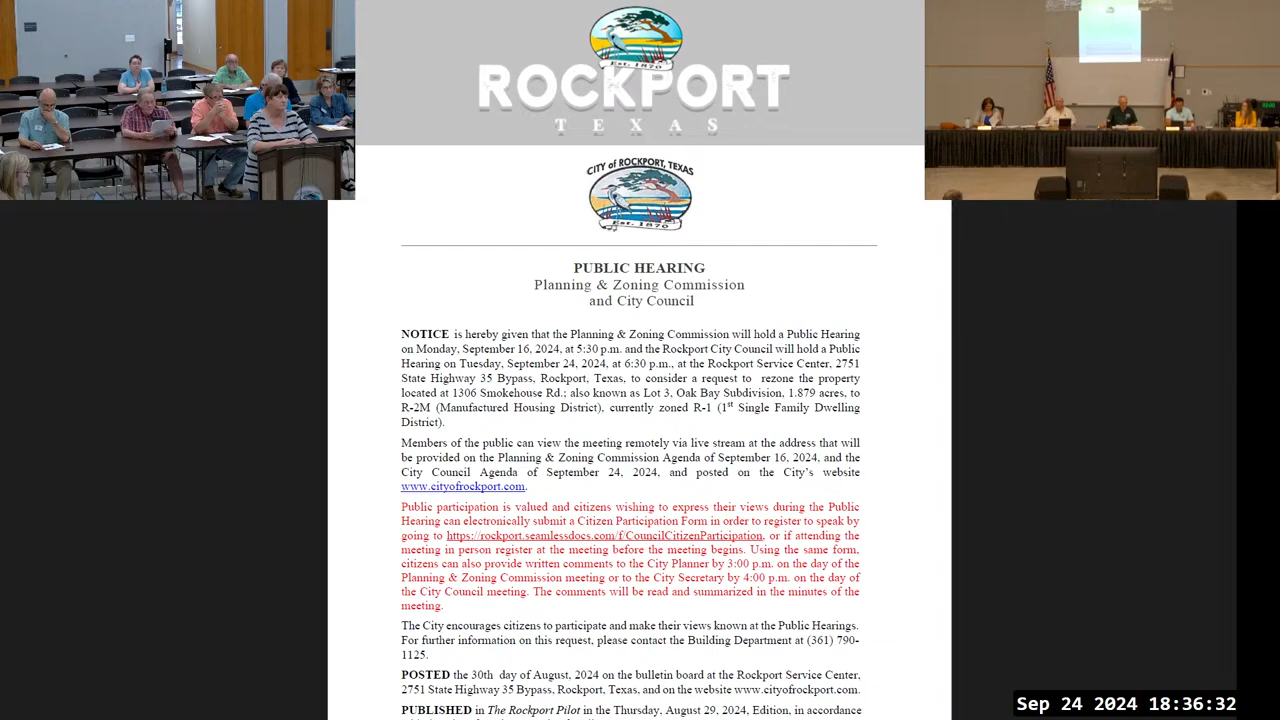 Est. 1870
ROCKPORT
TEXAS
CITY OF ROCKPORT, TEXAS
Est. 1870
PUBLIC HEARING
Planning & Zoning Commission
and City Council
NOTICE is hereby given that the Planning & Zoning Commission will hold a Public Hearing
on Monday, September 16, 2024, at 5:30 p.m. and the Rockport City Council will hold a Public
Hearing on Tuesday, September 24, 2024, at 6:30 p.m., at the Rockport Service Center, 2751
State Highway 35 Bypass, Rockport, Texas, to consider a request to rezone the property
located at 1306 Smokehouse Rd.; also known as Lot 3, Oak Bay Subdivision, 1.879 acres, to
R-2M (Manufactured Housing District), currently zoned R-1 (1st Single Family Dwelling
District).
Members of the public can view the meeting remotely via live stream at the address that will
be provided on the Planning & Zoning Commission Agenda of September 16, 2024, and the
City Council Agenda of September 24, 2024, and posted on the City's website
www.cityofrockport.com.
Public participation is valued and citizens wishing to express their views during the Public
Hearing can electronically submit a Citizen Participation Form in order to register to speak by
going to https://rockport.seamlessdocs.com/f/CouncilCitizenParticipation, or if attending the
meeting in person register at the meeting before the meeting begins. Using the same form,
citizens can also provide written comments to the City Planner by 3:00 p.m. on the day of the
Planning & Zoning Commission meeting or to the City Secretary by 4:00 p.m. on the day of
the City Council meeting. The comments will be read and summarized in the minutes of the
meeting.
The City encourages citizens to participate and make their views known at the Public Hearings.
For further information on this request, please contact the Building Department at (361) 790-
1125.
POSTED the 30th day of August, 2024 on the bulletin board at the Rockport Service Center,
2751 State Highway 35 Bypass, Rockport, Texas, and on the website www.cityofrockport.com.
PUBLISHED in The Rockport Pilot in the Thursday, August 29, 2024, Edition, in accordance
Sep 24 2024 18:36:32